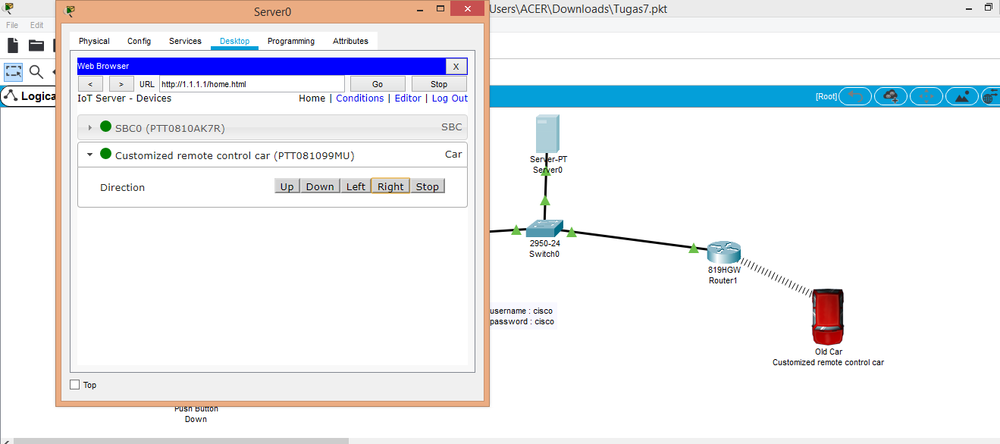 Server0
Users\ACER\Downloads\Tugas7.pkt
File Edit
Physical Config Services Desktop Programming Attributes
Web Browser X
< > URL http://1.1.1.1/home.html Go Stop
IoT Server - Devices Home | Conditions | Editor | Log Out
Logica
[Root]
SBC0 (PTT0810AK7R) SBC
Customized remote control car (PTT081099MU) Car
Direction Up Down Left Right Stop
Server-PT
Server0
2950-24
Switch0
819HGW
Router1
username : cisco
password : cisco
Old Car
Customized remote control car
Top
Push Button
Down